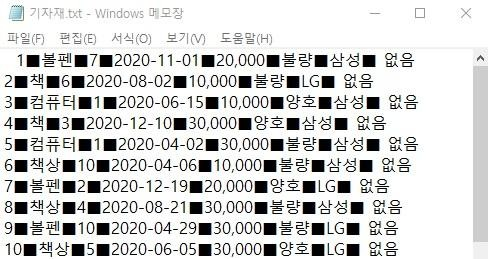 기자재.txt - Windows 메모장
파일(F) 편집(E) 서식(O) 보기(V) 도움말(H)
1■볼펜■7■2020-11-01■20,000■불량■삼성■ 없음
2■책■6■2020-08-02■10,000■불량■LG■ 없음
3■컴퓨터■1■2020-06-15■10,000■양호■삼성■ 없음
4■책■3■2020-12-10■30,000■양호■삼성■ 없음
5■컴퓨터■1■2020-04-02■30,000■불량■삼성■ 없음
6■책상■10■2020-04-06■10,000■불량■삼성■ 없음
7■볼펜■2■2020-12-19■20,000■양호■LG■ 없음
8■책상■4■2020-08-21■30,000■불량■삼성■ 없음
9■볼펜■10■2020-04-29■30,000■불량■LG■ 없음
10■책상■5■2020-06-05■30,000■양호■LG■ 없음